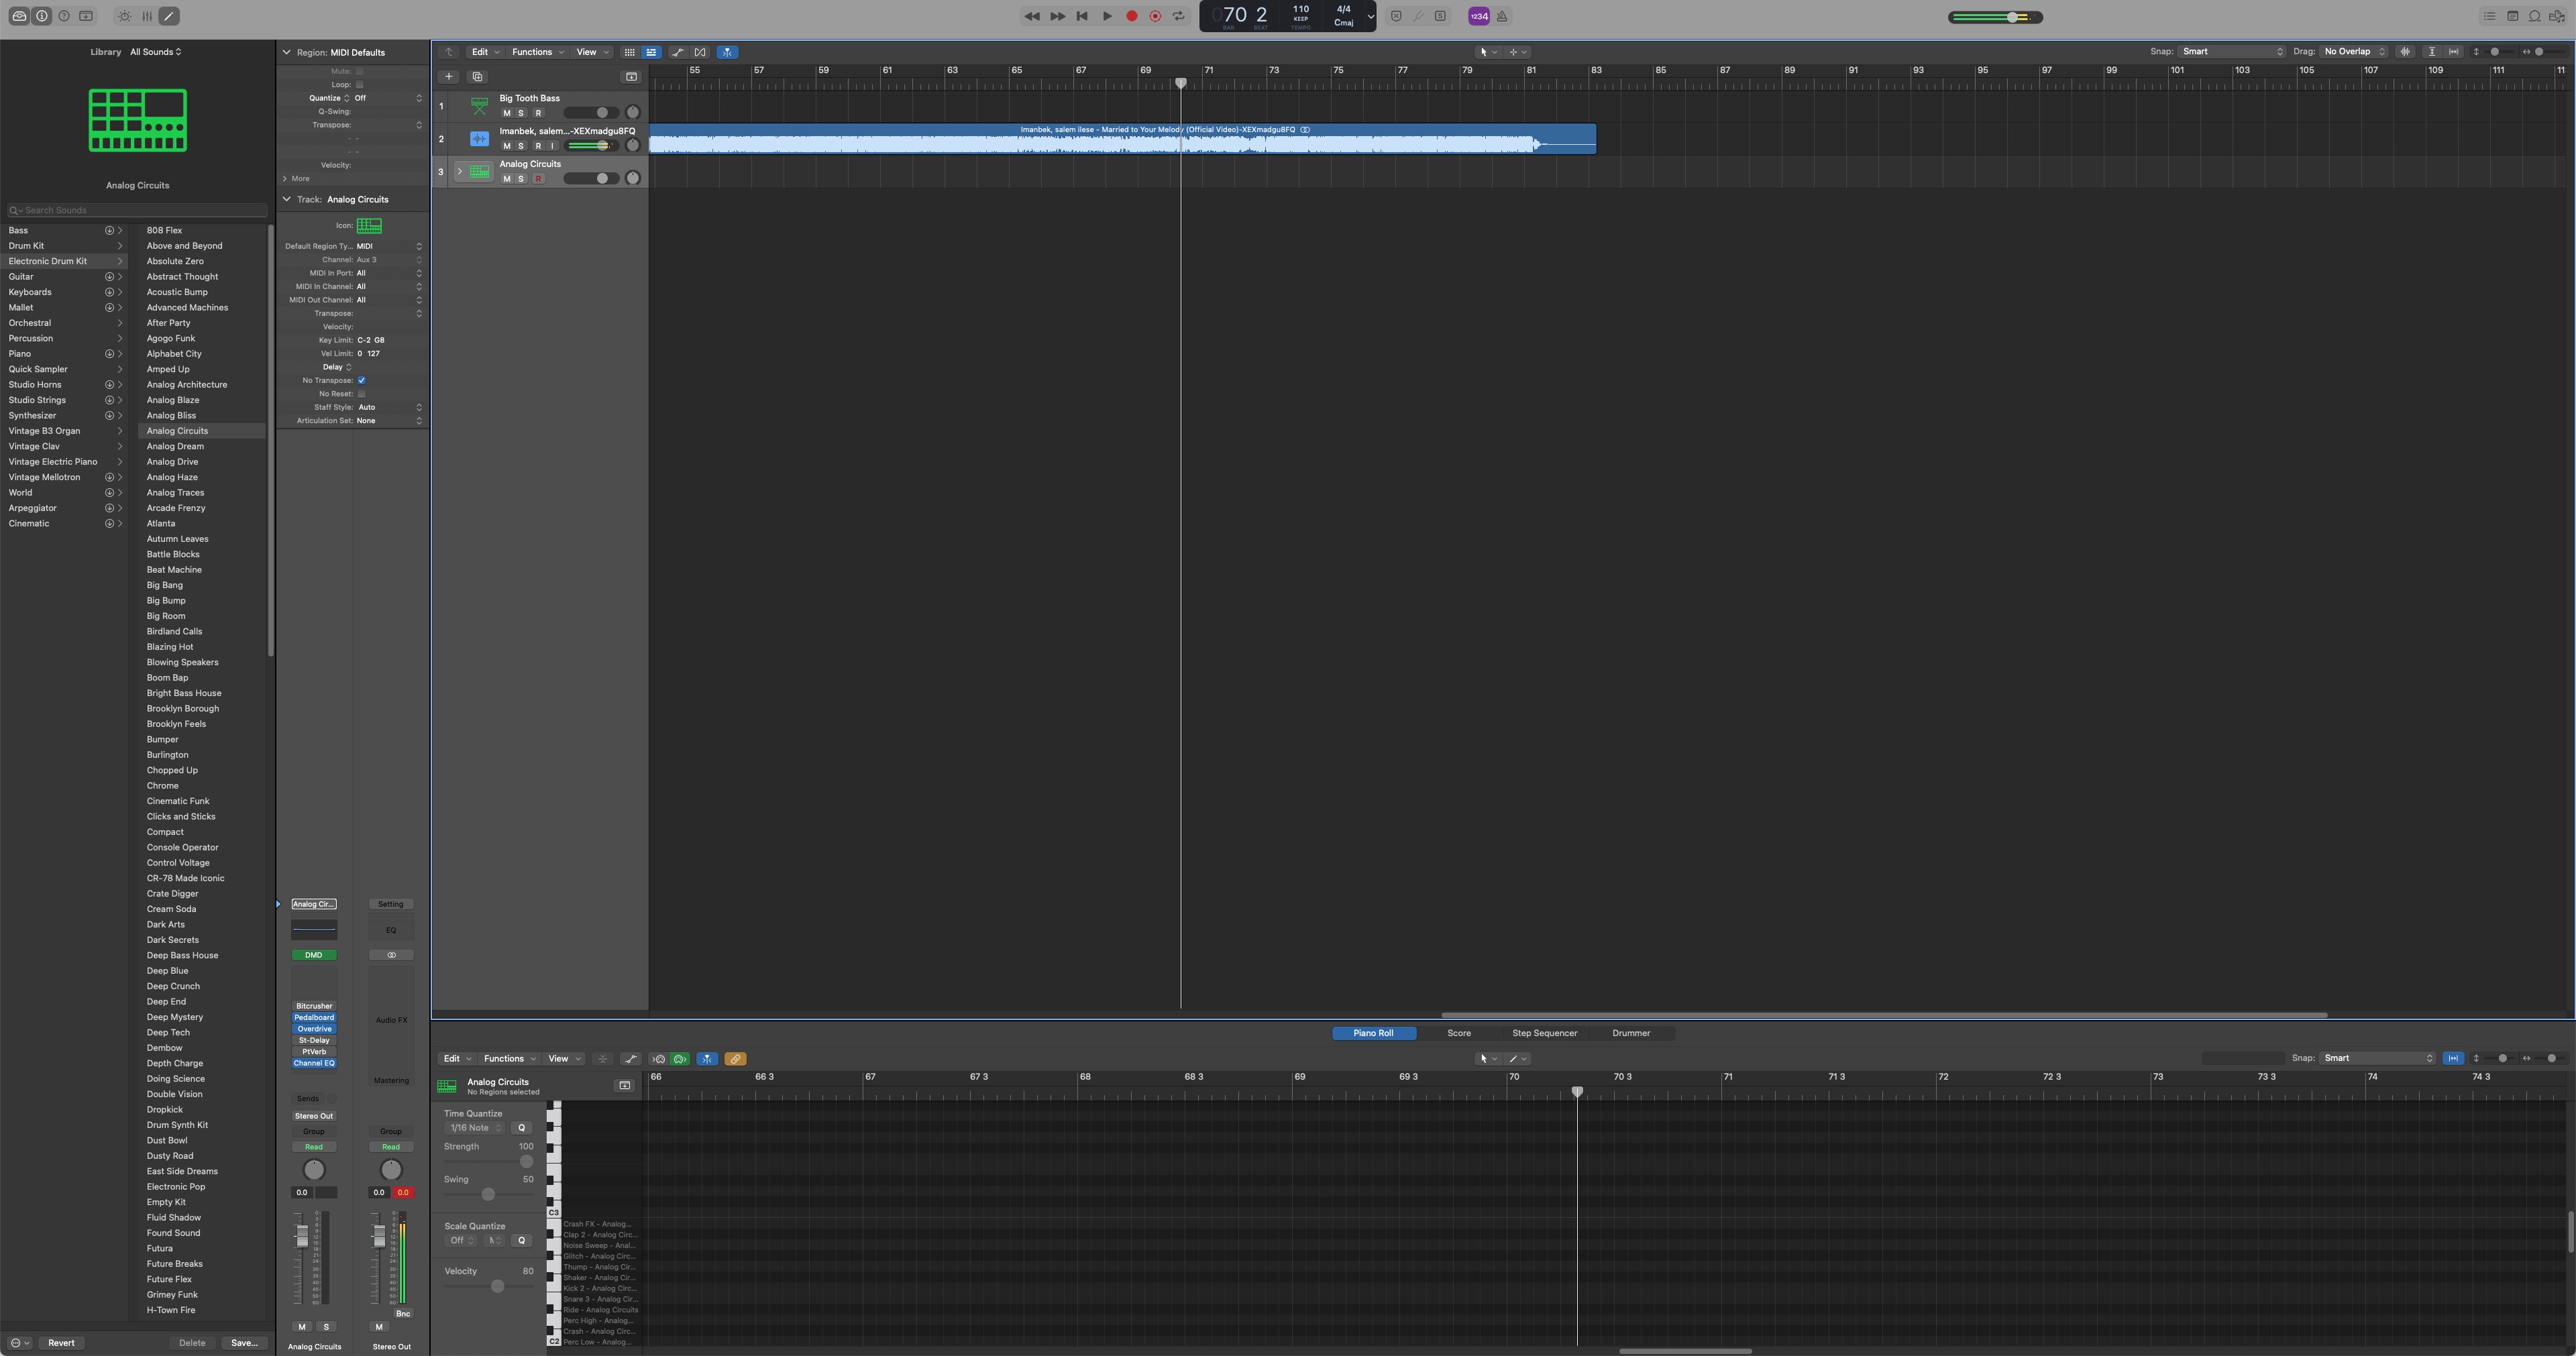 070 2
BAR BEAT
110
KEEP
TEMPO
4/4
Cmaj
1234
Library All Sounds
Analog Circuits
Search Sounds
Bass
Drum Kit
Electronic Drum Kit
Guitar
Keyboards
Mallet
Orchestral
Percussion
Piano
Quick Sampler
Studio Horns
Studio Strings
Synthesizer
Vintage B3 Organ
Vintage Clav
Vintage Electric Piano
Vintage Mellotron
World
Arpeggiator
Cinematic
808 Flex
Above and Beyond
Absolute Zero
Abstract Thought
Acoustic Bump
Advanced Machines
After Party
Agogo Funk
Alphabet City
Amped Up
Analog Architecture
Analog Blaze
Analog Bliss
Analog Circuits
Analog Dream
Analog Drive
Analog Haze
Analog Traces
Arcade Frenzy
Atlanta
Autumn Leaves
Battle Blocks
Beat Machine
Big Bang
Big Bump
Big Room
Birdland Calls
Blazing Hot
Blowing Speakers
Boom Bap
Bright Bass House
Brooklyn Borough
Brooklyn Feels
Bumper
Burlington
Chopped Up
Chrome
Cinematic Funk
Clicks and Sticks
Compact
Console Operator
Control Voltage
CR-78 Made Iconic
Crate Digger
Cream Soda
Dark Arts
Dark Secrets
Deep Bass House
Deep Blue
Deep Crunch
Deep End
Deep Mystery
Deep Tech
Dembow
Depth Charge
Doing Science
Double Vision
Dropkick
Drum Synth Kit
Dust Bowl
Dusty Road
East Side Dreams
Electronic Pop
Empty Kit
Fluid Shadow
Found Sound
Futura
Future Breaks
Future Flex
Grimey Funk
H-Town Fire
Revert Delete Save...
Region: MIDI Defaults
Mute:
Loop:
Quantize Off
Q-Swing:
Transpose:
Velocity:
More
Track: Analog Circuits
Icon:
Default Region Ty... MIDI
Channel: Aux 3
MIDI In Port: All
MIDI In Channel: All
MIDI Out Channel: All
Transpose:
Velocity:
Key Limit: C-2 G8
Vel Limit: 0 127
Delay
No Transpose:
No Reset:
Staff Style: Auto
Articulation Set: None
Analog Cir... Setting
EQ
DMD
Bitcrusher
Pedalboard
Overdrive
St-Delay
PtVerb
Channel EQ
Audio FX
Mastering
Sends
Stereo Out
Group Group
Read Read
0.0 0.0 0.0
Bnc
M S M
Analog Circuits Stereo Out
Edit Functions View
Snap: Smart Drag: No Overlap
55 57 59 61 63 65 67 69 71 73 75 77 79 81 83 85 87 89 91 93 95 97 99 101 103 105 107 109 111 11
1 Big Tooth Bass
M S R
2 Imanbek, salem...-XEXmadgu8FQ
M S R I
Imanbek, salem ilese - Married to Your Melody (Official Video)-XEXmadgu8FQ
3 Analog Circuits
M S R
Piano Roll Score Step Sequencer Drummer
Edit Functions View
Snap: Smart
Analog Circuits
No Regions selected
66 66 3 67 67 3 68 68 3 69 69 3 70 70 3 71 71 3 72 72 3 73 73 3 74 74 3
Time Quantize
1/16 Note Q
Strength 100
Swing 50
Scale Quantize
Off Q
Velocity 80
C3
Crash FX - Analog...
Clap 2 - Analog Circ...
Noise Sweep - Anal...
Glitch - Analog Circ...
Thump - Analog Cir...
Shaker - Analog Cir...
Kick 2 - Analog Circ...
Snare 3 - Analog Cir...
Ride - Analog Circuits
Perc High - Analog...
Crash - Analog Circ...
C2 Perc Low - Analog...